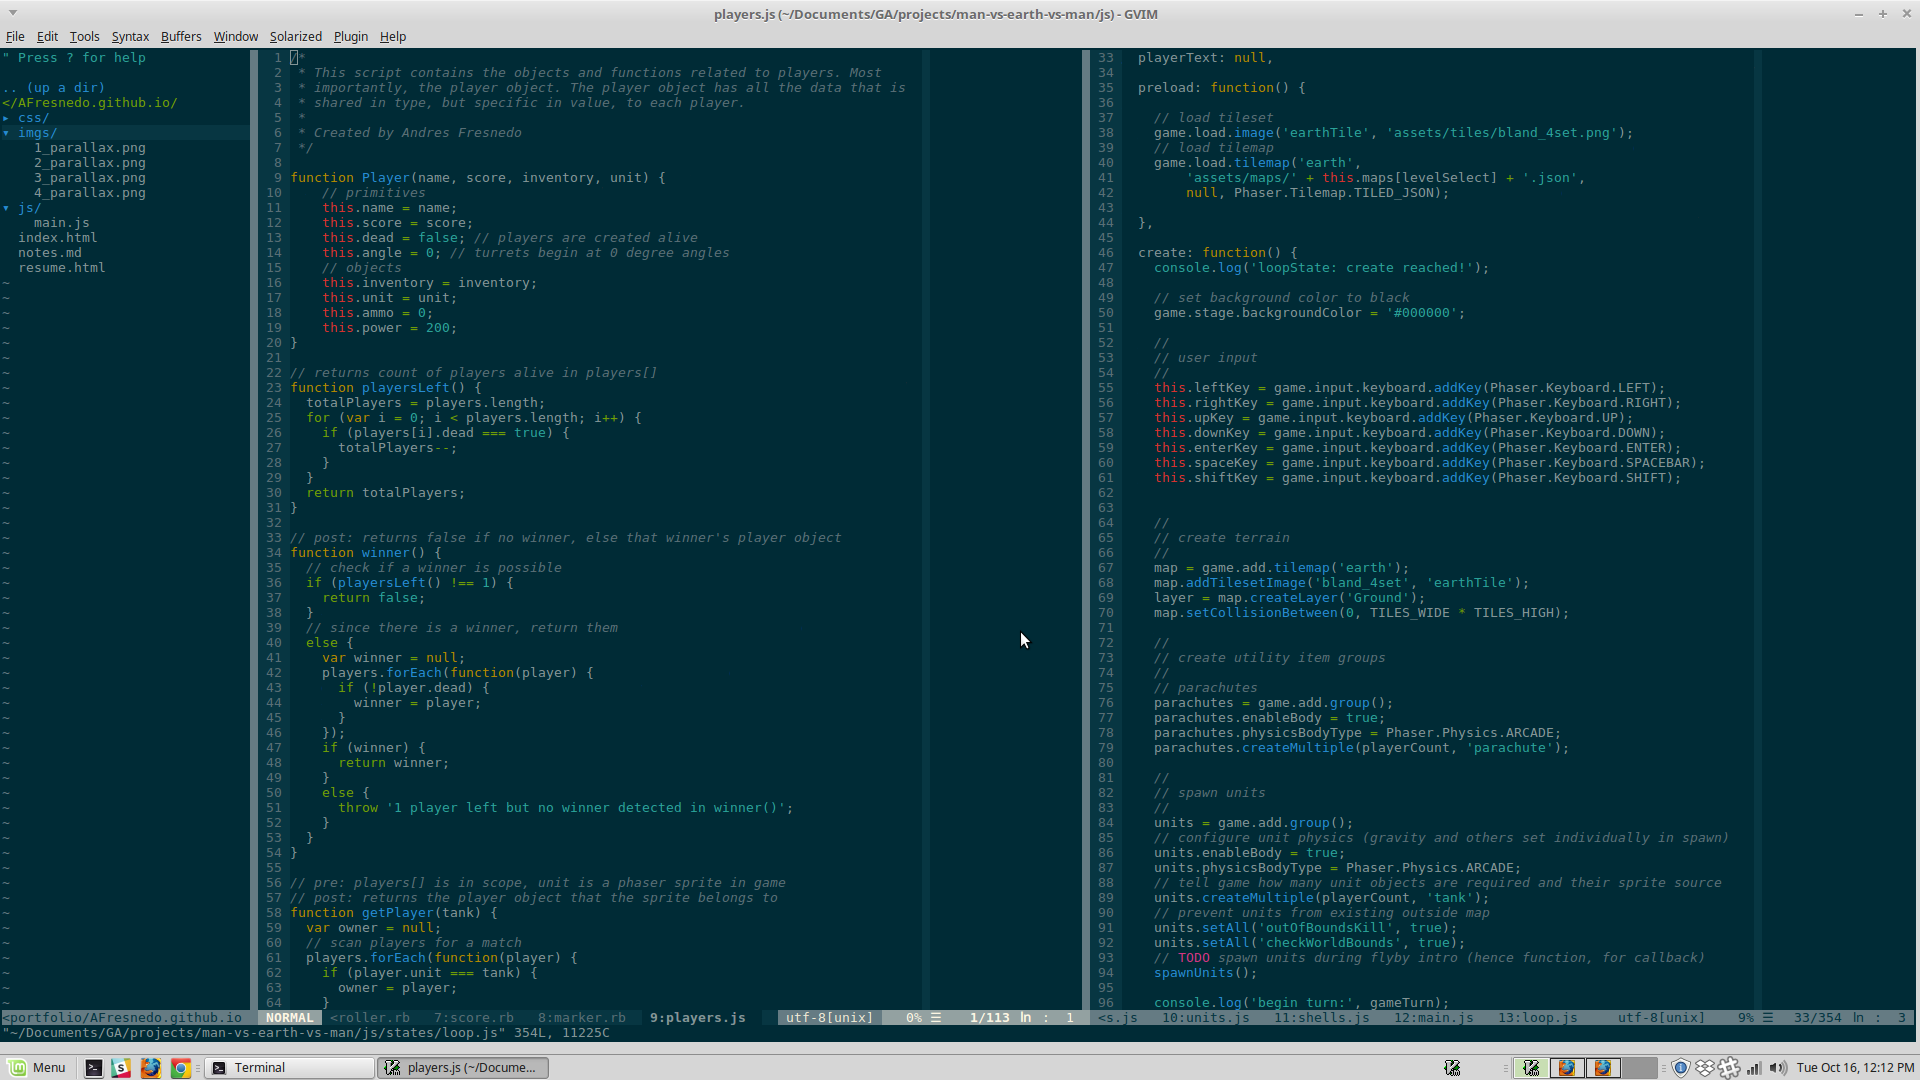 players.js (~/Documents/GA/projects/man-vs-earth-vs-man/js) - GVIM
File Edit Tools Syntax Buffers Window Solarized Plugin Help
" Press ? for help
.. (up a dir)
</AFresnedo.github.io/
▸ css/
▾ imgs/
1_parallax.png
2_parallax.png
3_parallax.png
4_parallax.png
▾ js/
main.js
index.html
notes.md
resume.html
1 /*
2  * This script contains the objects and functions related to players. Most
3  * importantly, the player object. The player object has all the data that is
4  * shared in type, but specific in value, to each player.
5  *
6  * Created by Andres Fresnedo
7  */
8
9 function Player(name, score, inventory, unit) {
10     // primitives
11     this.name = name;
12     this.score = score;
13     this.dead = false; // players are created alive
14     this.angle = 0; // turrets begin at 0 degree angles
15     // objects
16     this.inventory = inventory;
17     this.unit = unit;
18     this.ammo = 0;
19     this.power = 200;
20 }
21
22 // returns count of players alive in players[]
23 function playersLeft() {
24   totalPlayers = players.length;
25   for (var i = 0; i < players.length; i++) {
26     if (players[i].dead === true) {
27       totalPlayers--;
28     }
29   }
30   return totalPlayers;
31 }
32
33 // post: returns false if no winner, else that winner's player object
34 function winner() {
35   // check if a winner is possible
36   if (playersLeft() !== 1) {
37     return false;
38   }
39   // since there is a winner, return them
40   else {
41     var winner = null;
42     players.forEach(function(player) {
43       if (!player.dead) {
44         winner = player;
45       }
46     });
47     if (winner) {
48       return winner;
49     }
50     else {
51       throw '1 player left but no winner detected in winner()';
52     }
53   }
54 }
55
56 // pre: players[] is in scope, unit is a phaser sprite in game
57 // post: returns the player object that the sprite belongs to
58 function getPlayer(tank) {
59   var owner = null;
60   // scan players for a match
61   players.forEach(function(player) {
62     if (player.unit === tank) {
63       owner = player;
64     }
33   playerText: null,
34
35   preload: function() {
36
37     // load tileset
38     game.load.image('earthTile', 'assets/tiles/bland_4set.png');
39     // load tilemap
40     game.load.tilemap('earth',
41         'assets/maps/' + this.maps[levelSelect] + '.json',
42         null, Phaser.Tilemap.TILED_JSON);
43
44   },
45
46   create: function() {
47     console.log('loopState: create reached!');
48
49     // set background color to black
50     game.stage.backgroundColor = '#000000';
51
52     //
53     // user input
54     //
55     this.leftKey = game.input.keyboard.addKey(Phaser.Keyboard.LEFT);
56     this.rightKey = game.input.keyboard.addKey(Phaser.Keyboard.RIGHT);
57     this.upKey = game.input.keyboard.addKey(Phaser.Keyboard.UP);
58     this.downKey = game.input.keyboard.addKey(Phaser.Keyboard.DOWN);
59     this.enterKey = game.input.keyboard.addKey(Phaser.Keyboard.ENTER);
60     this.spaceKey = game.input.keyboard.addKey(Phaser.Keyboard.SPACEBAR);
61     this.shiftKey = game.input.keyboard.addKey(Phaser.Keyboard.SHIFT);
62
63
64     //
65     // create terrain
66     //
67     map = game.add.tilemap('earth');
68     map.addTilesetImage('bland_4set', 'earthTile');
69     layer = map.createLayer('Ground');
70     map.setCollisionBetween(0, TILES_WIDE * TILES_HIGH);
71
72     //
73     // create utility item groups
74     //
75     // parachutes
76     parachutes = game.add.group();
77     parachutes.enableBody = true;
78     parachutes.physicsBodyType = Phaser.Physics.ARCADE;
79     parachutes.createMultiple(playerCount, 'parachute');
80
81     //
82     // spawn units
83     //
84     units = game.add.group();
85     // configure unit physics (gravity and others set individually in spawn)
86     units.enableBody = true;
87     units.physicsBodyType = Phaser.Physics.ARCADE;
88     // tell game how many unit objects are required and their sprite source
89     units.createMultiple(playerCount, 'tank');
90     // prevent units from existing outside map
91     units.setAll('outOfBoundsKill', true);
92     units.setAll('checkWorldBounds', true);
93     // TODO spawn units during flyby intro (hence function, for callback)
94     spawnUnits();
95
96     console.log('begin turn:', gameTurn);
<portfolio/AFresnedo.github.io NORMAL <roller.rb 7:score.rb 8:marker.rb 9:players.js utf-8[unix] 0% ☰ 1/113 ln : 1 <s.js 10:units.js 11:shells.js 12:main.js 13:loop.js utf-8[unix] 9% ☰ 33/354 ln : 3
"~/Documents/GA/projects/man-vs-earth-vs-man/js/states/loop.js" 354L, 11225C
Menu Terminal players.js (~/Docume... Tue Oct 16, 12:12 PM